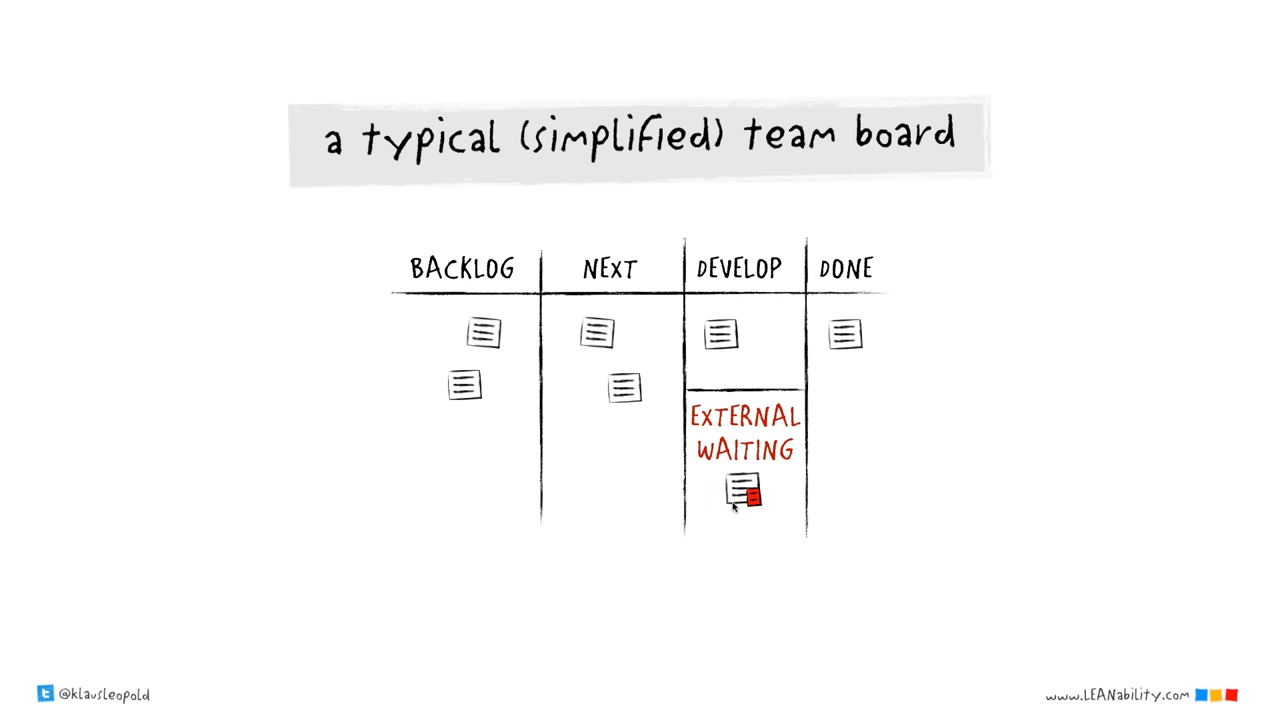 a typical (simplified) team board
BACKLOG NEXT DEVELOP DONE
EXTERNAL
WAITING
@klausleopold
www.LEANability.com